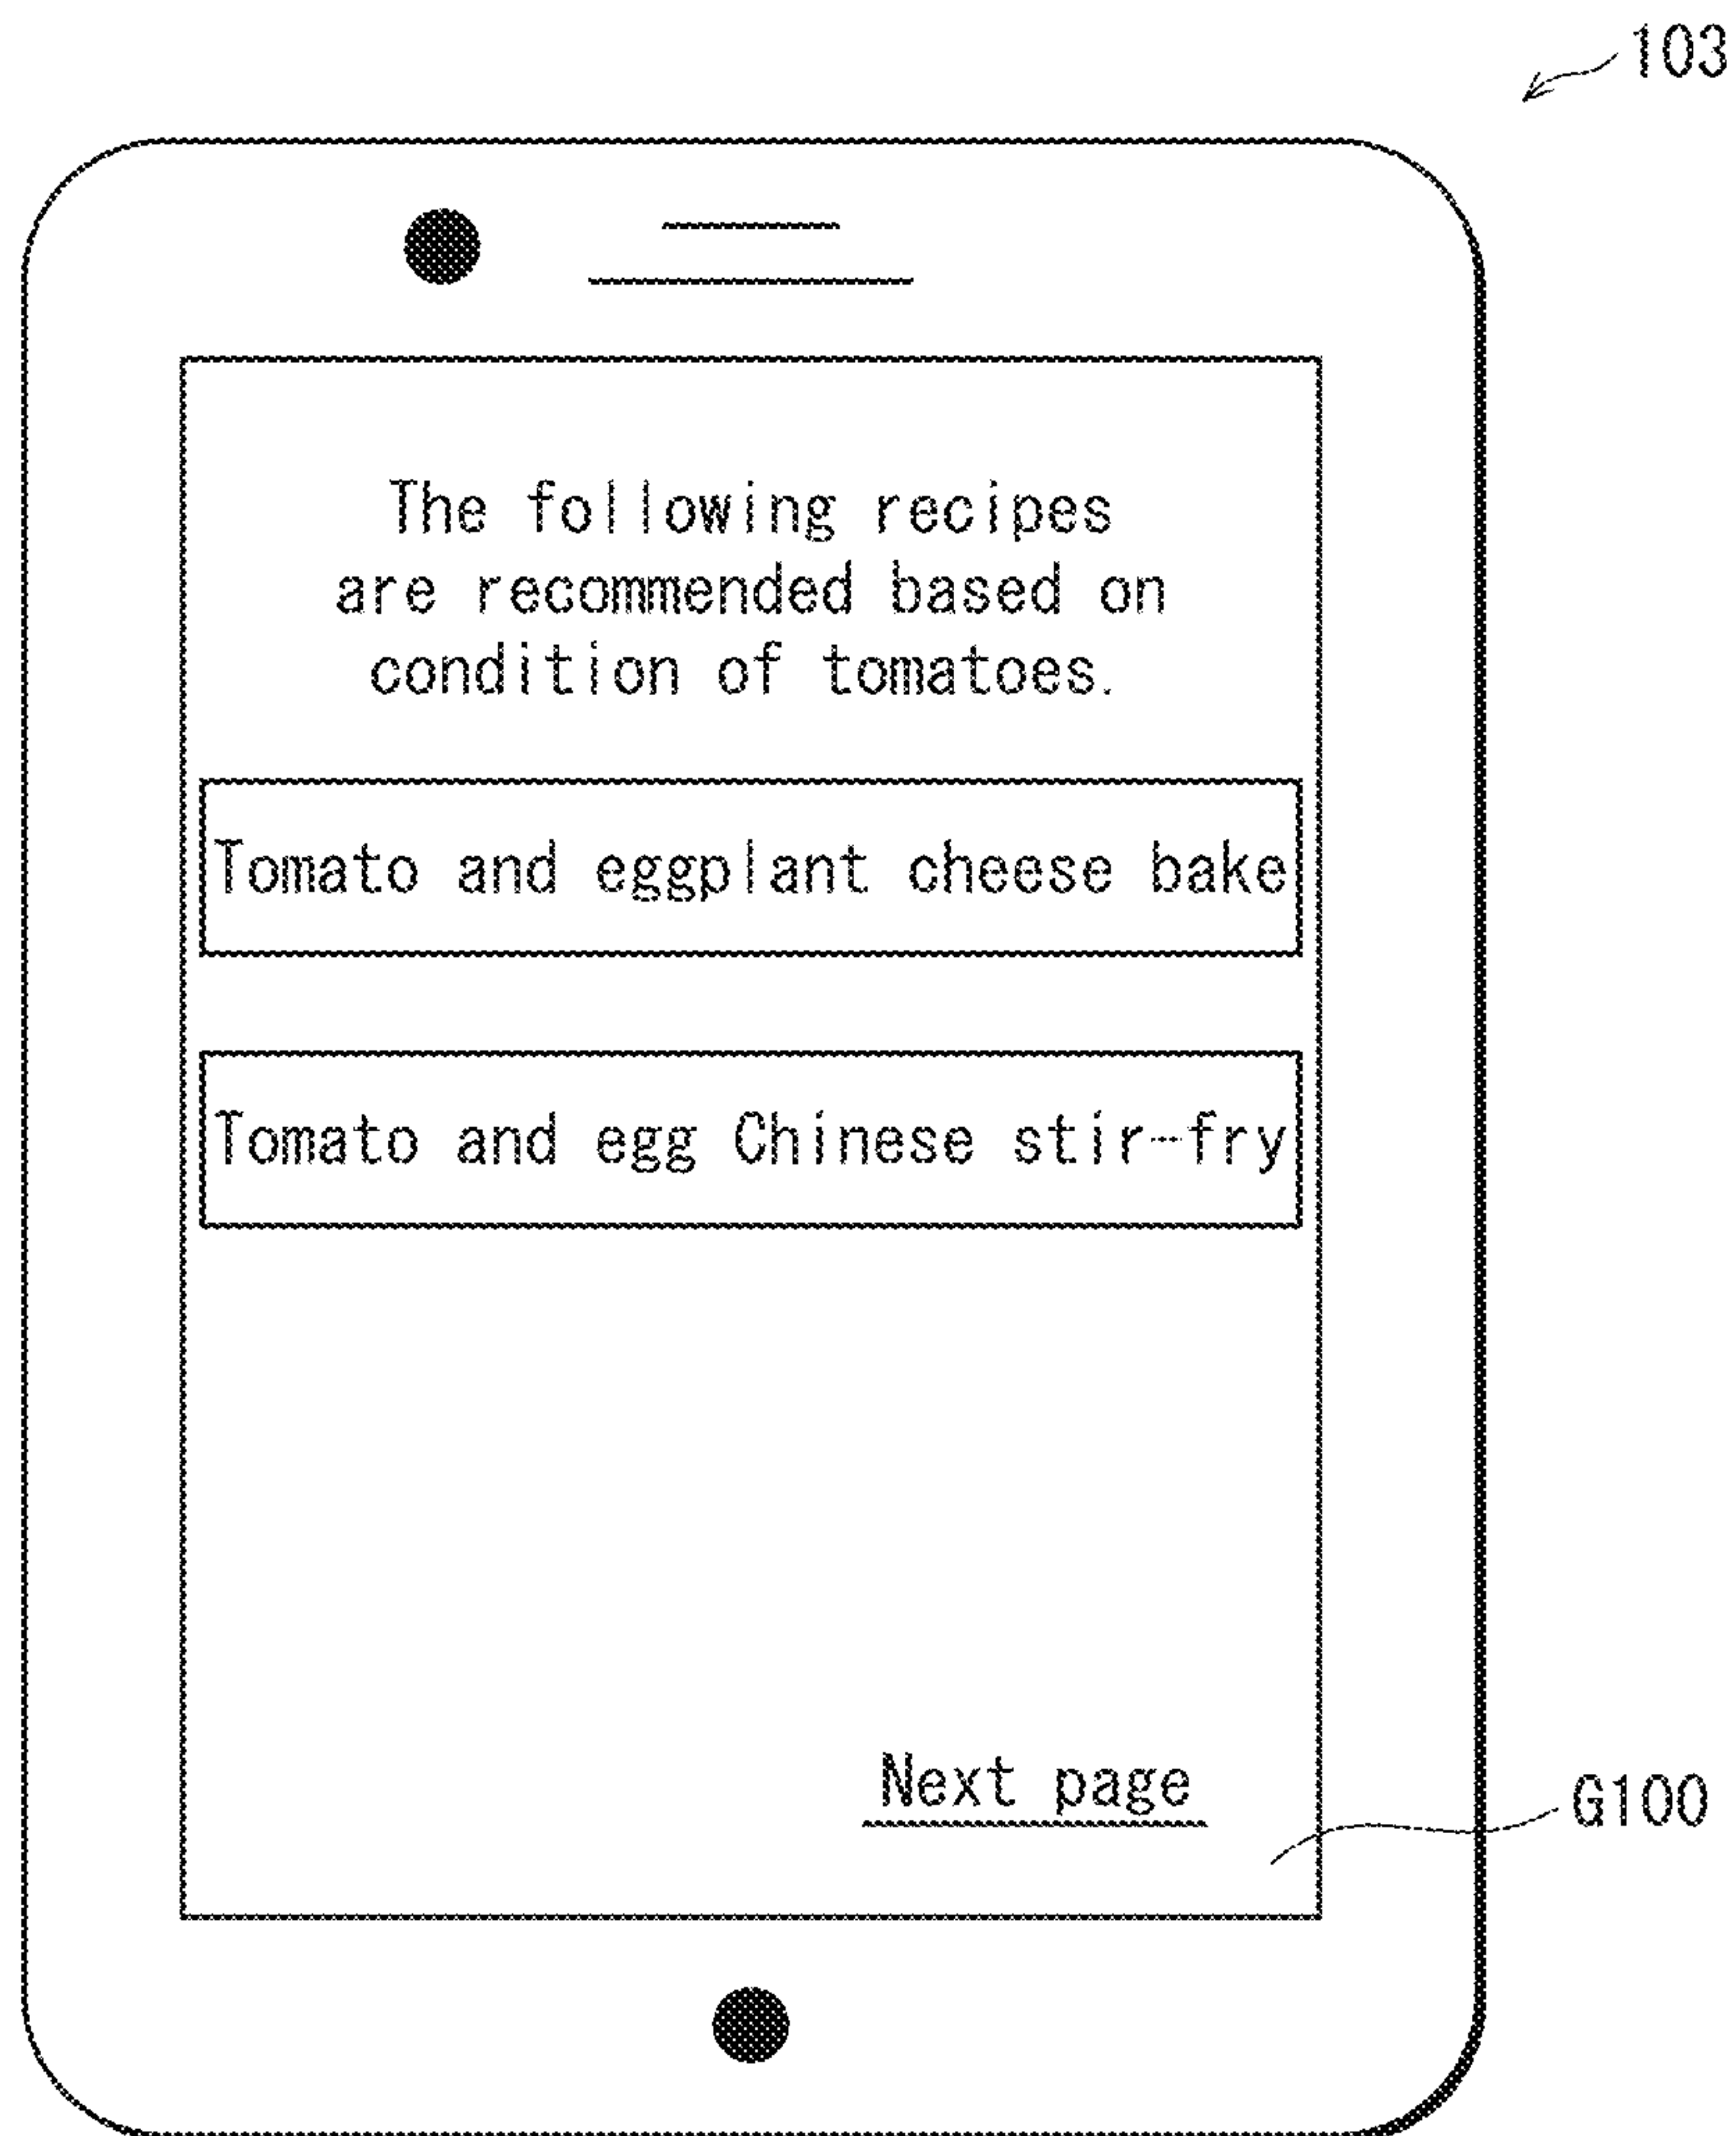 103
The following recipes
are recommended based on
condition of tomatoes.
Tomato and eggplant cheese bake
Tomato and egg Chinese stir-fry
Next page
G100